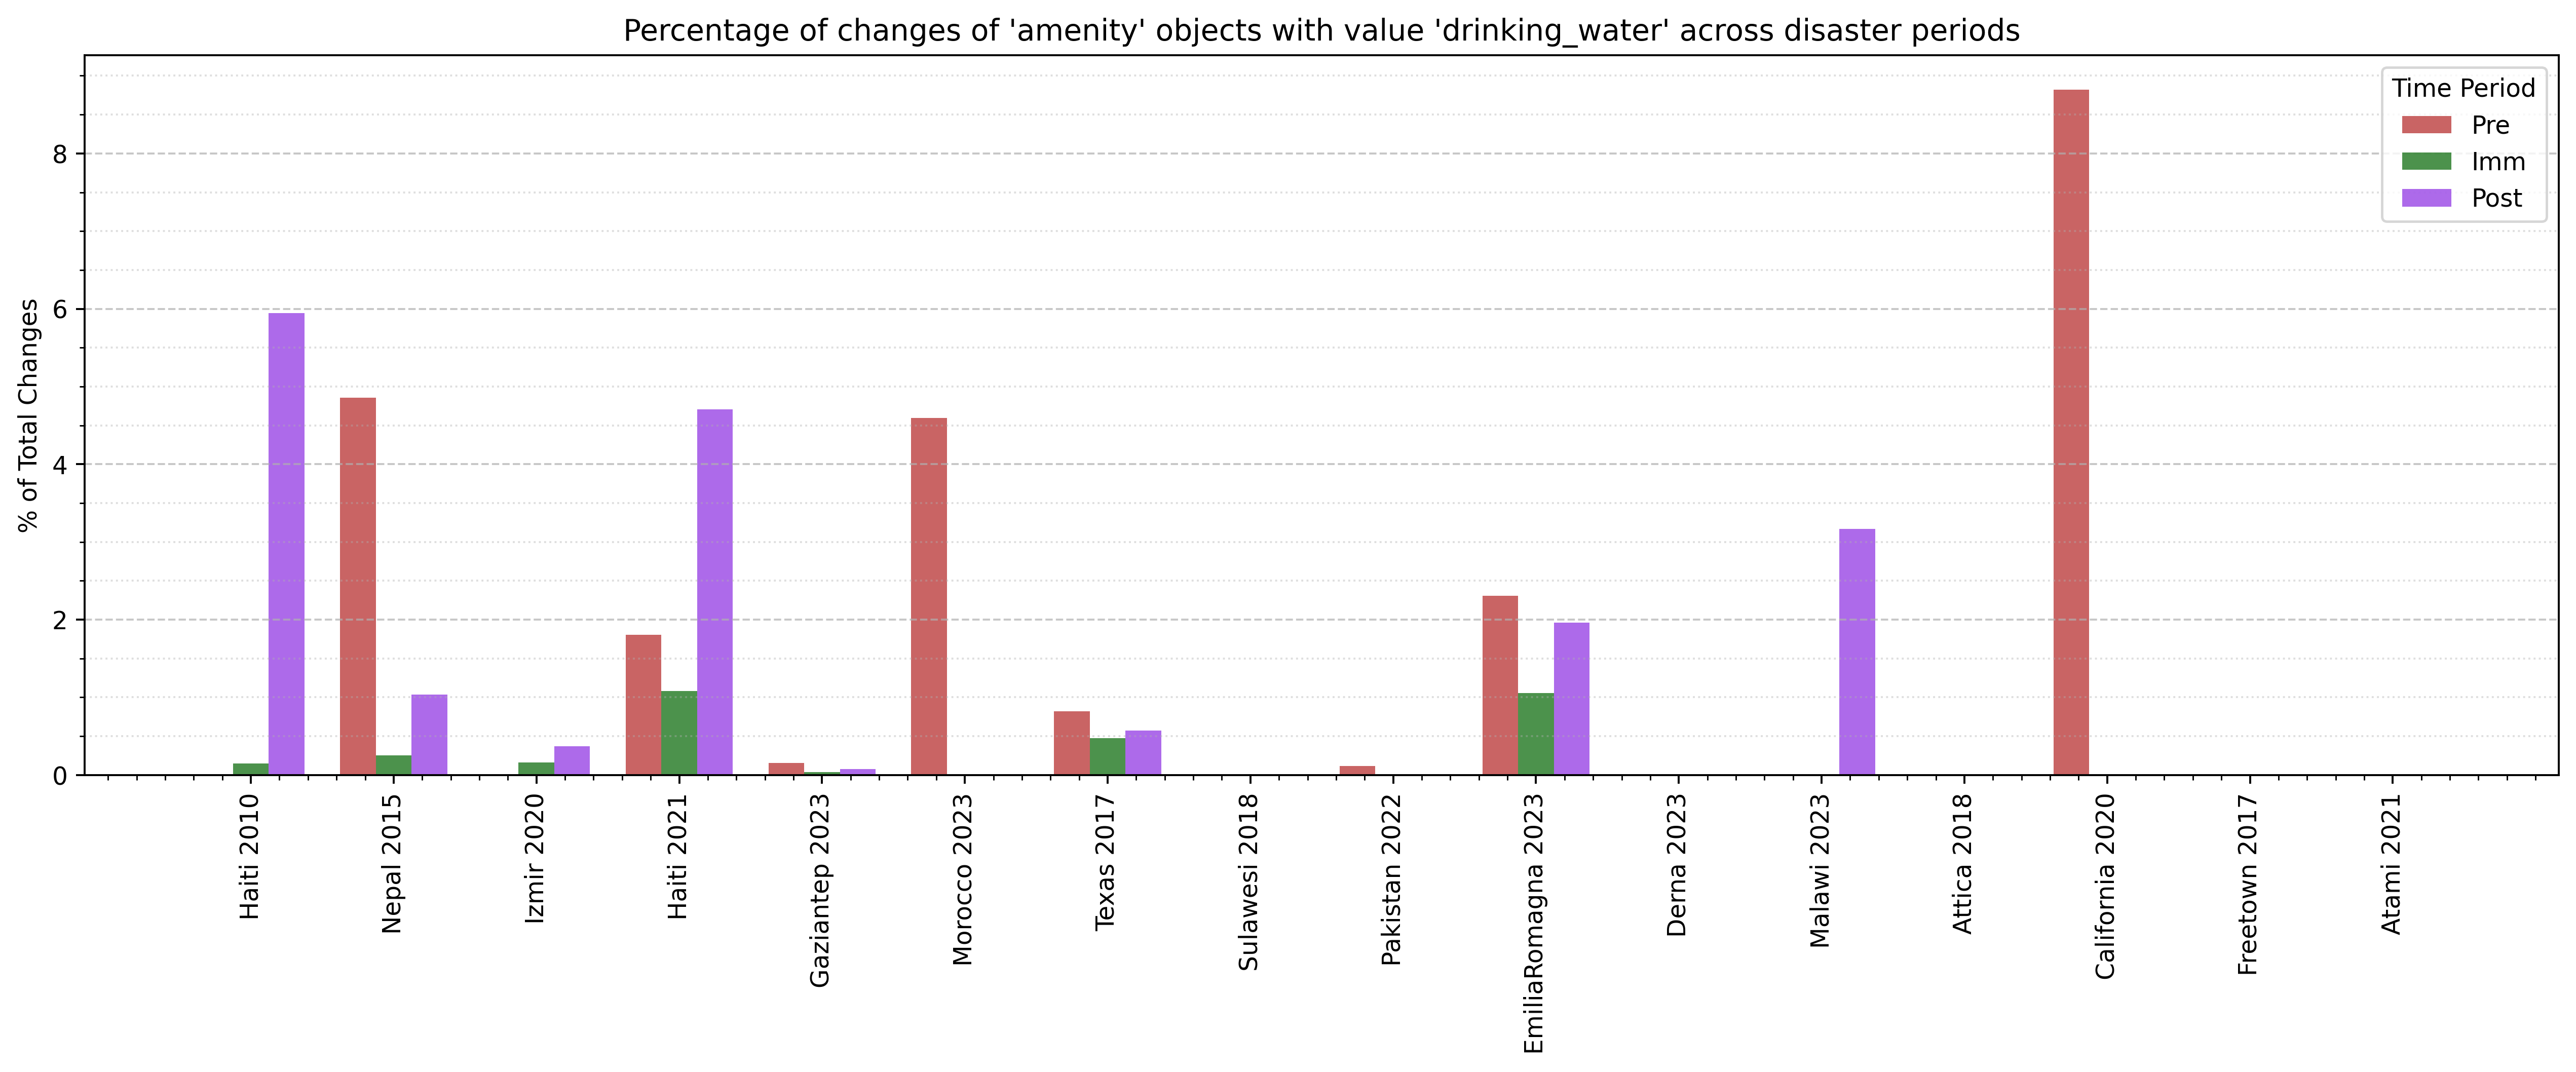 Percentage of changes of 'amenity' objects with value 'drinking_water' across disaster periods
Time Period
Pre
Imm
Post
% of Total Changes
8
6
4
2
0
Haiti 2010
Nepal 2015
Izmir 2020
Haiti 2021
Gaziantep 2023
Morocco 2023
Texas 2017
Sulawesi 2018
Pakistan 2022
EmiliaRomagna 2023
Derna 2023
Malawi 2023
Attica 2018
California 2020
Freetown 2017
Atami 2021